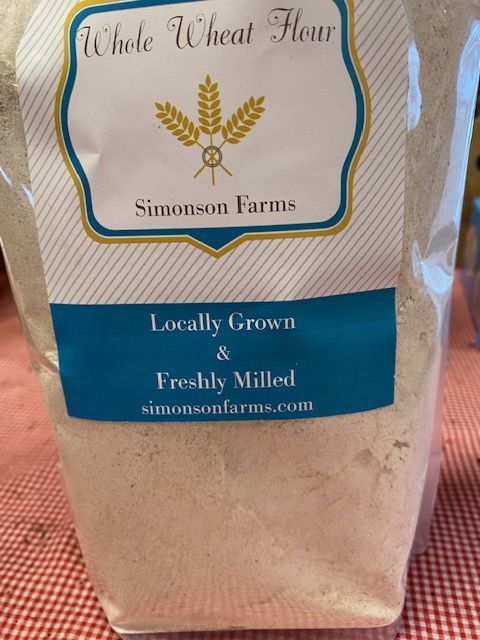 Whole Wheat Flour
Simonson Farms
Locally Grown
&
Freshly Milled
simonsonfarms.com